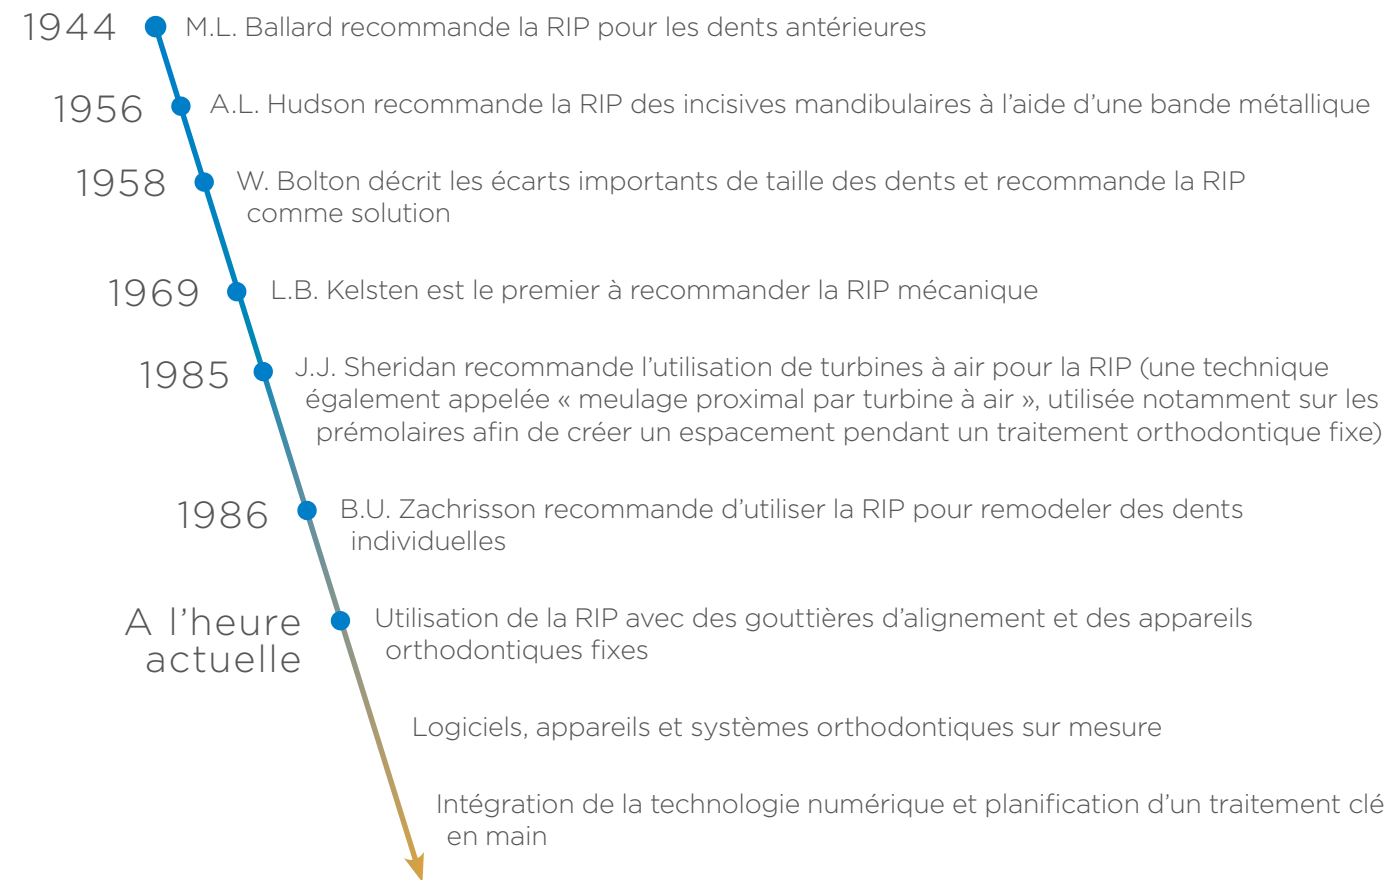 1944 M.L. Ballard recommande la RIP pour les dents antérieures
1956 A.L. Hudson recommande la RIP des incisives mandibulaires à l’aide d’une bande métallique
1958 W. Bolton décrit les écarts importants de taille des dents et recommande la RIP
comme solution
1969 L.B. Kelsten est le premier à recommander la RIP mécanique
1985 J.J. Sheridan recommande l’utilisation de turbines à air pour la RIP (une technique
également appelée « meulage proximal par turbine à air », utilisée notamment sur les
prémolaires afin de créer un espacement pendant un traitement orthodontique fixe)
1986 B.U. Zachrisson recommande d’utiliser la RIP pour remodeler des dents
individuelles
A l’heure
actuelle
Utilisation de la RIP avec des gouttières d’alignement et des appareils
orthodontiques fixes
Logiciels, appareils et systèmes orthodontiques sur mesure
Intégration de la technologie numérique et planification d’un traitement clé
en main